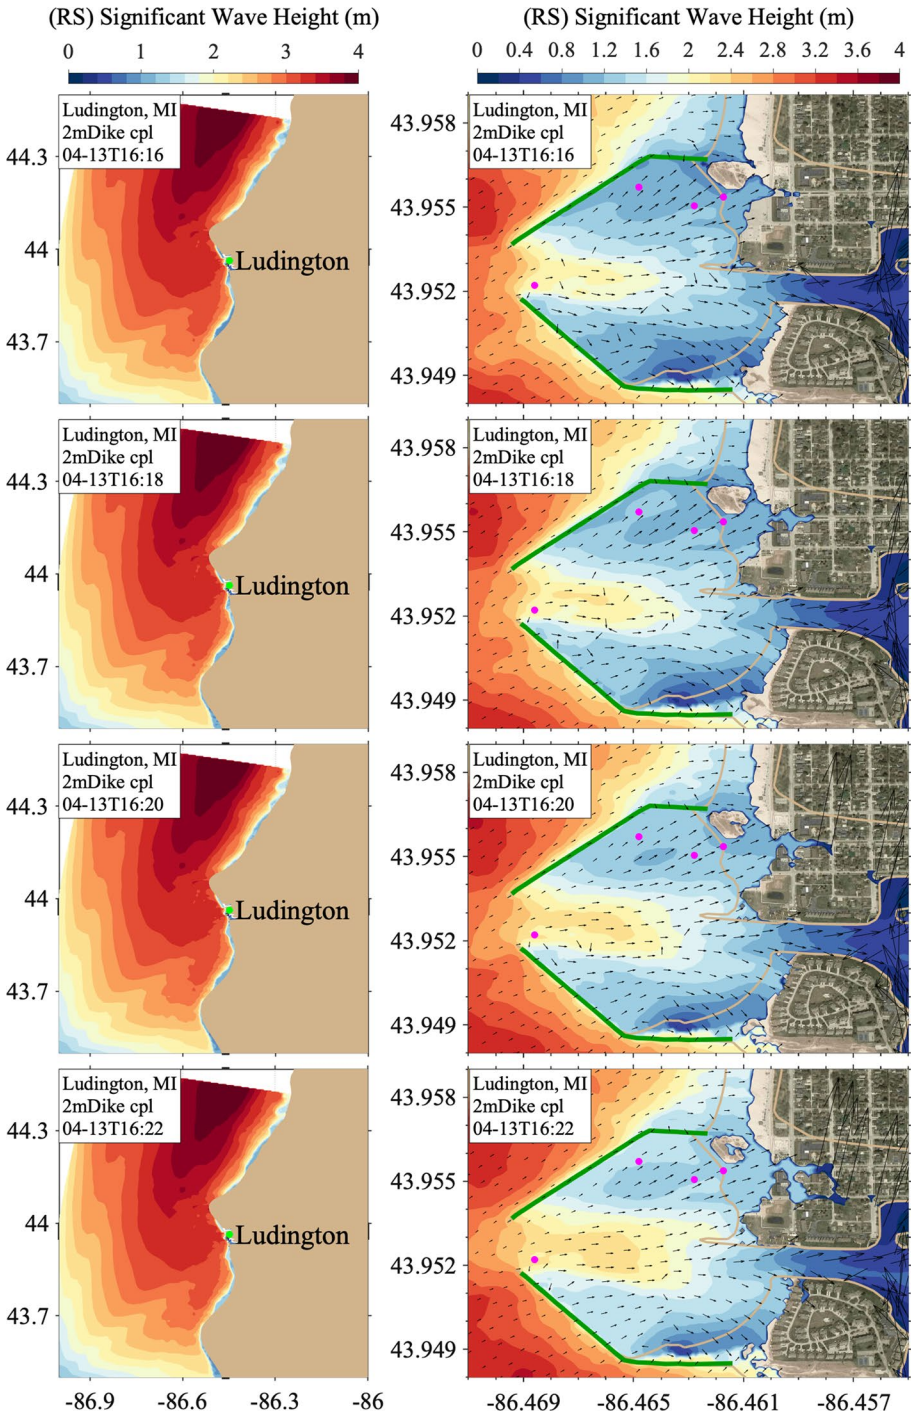 (RS) Significant Wave Height (m)
0 1 2 3 4
(RS) Significant Wave Height (m)
0 0.4 .8 1.2 1.6 2 2.4 2.8 3.2 3.6 4
Ludington, MI
2mDike cpl
04-13T16:16
44.3
44
43.7
Ludington
Ludington, MI
2mDike cpl
04-13T16:16
43.958
43.955
43.952
43.949
Ludington, MI
2mDike cpl
04-13T16:18
44.3
44
43.7
Ludington
Ludington, MI
2mDike cpl
04-13T16:18
43.958
43.955
43.952
43.949
Ludington, MI
2mDike cpl
04-13T16:20
44.3
44
43.7
Ludington
Ludington, MI
2mDike cpl
04-13T16:20
43.958
43.955
43.952
43.949
Ludington, MI
2mDike cpl
04-13T16:22
44.3
44
43.7
Ludington
-86.9 -86.6 -86.3 -86
Ludington, MI
2mDike cpl
04-13T16:22
43.958
43.955
43.952
43.949
-86.469 -86.465 -86.461 -86.457